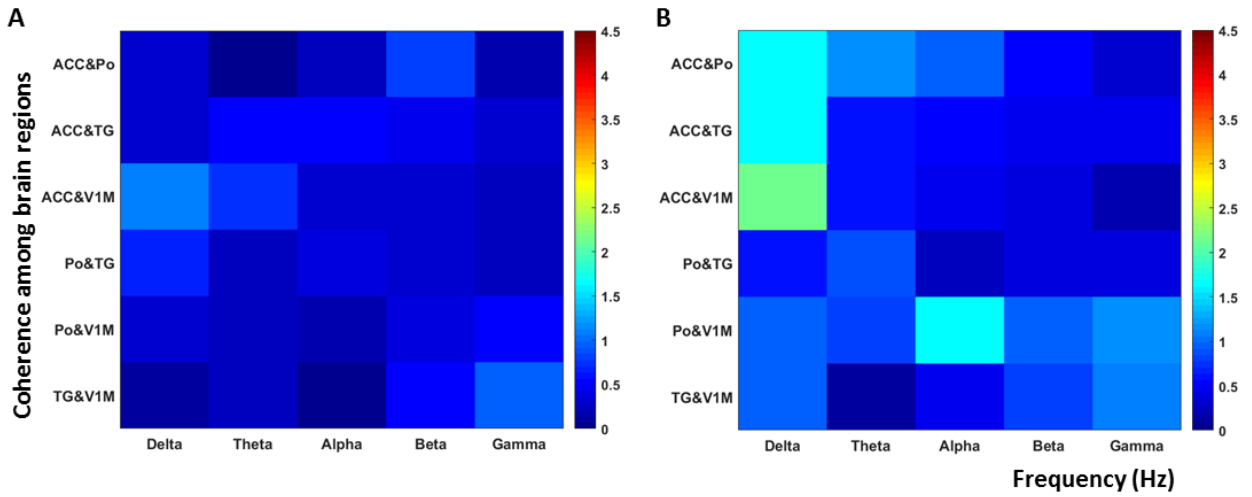 A
B
Coherence among brain regions
ACC&Po
ACC&TG
ACC&V1M
Po&TG
Po&V1M
TG&V1M
Delta Theta Alpha Beta Gamma
4.5
4
3.5
3
2.5
2
1.5
1
0.5
0
ACC&Po
ACC&TG
ACC&V1M
Po&TG
Po&V1M
TG&V1M
Delta Theta Alpha Beta Gamma
4.5
4
3.5
3
2.5
2
1.5
1
0.5
0
Frequency (Hz)